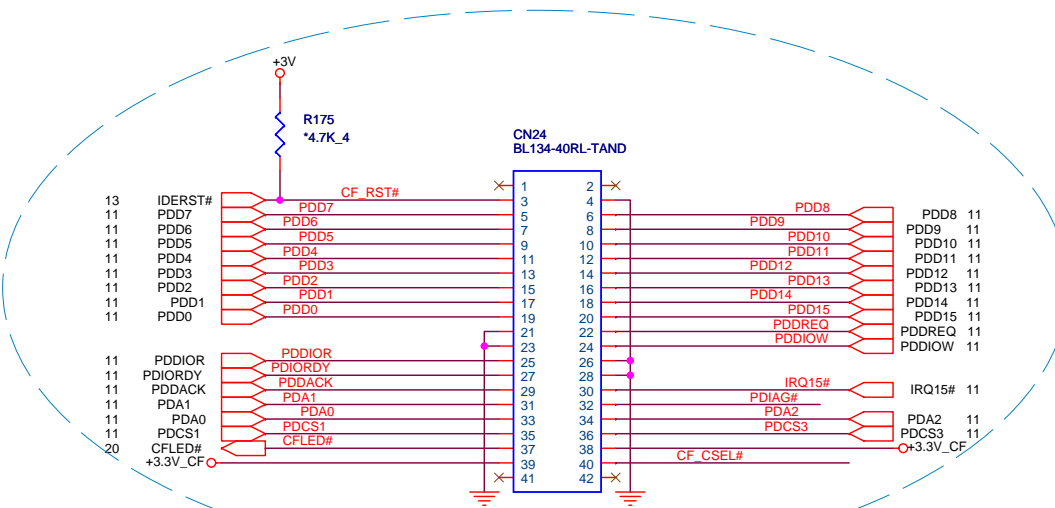 +3V
R175
*4.7K_4
CN24
BL134-40RL-TAND
1 2
13 IDERST# CF_RST# 3 4
11 PDD7 PDD7 5 6 PDD8 PDD8 11
11 PDD6 PDD6 7 8 PDD9 PDD9 11
11 PDD5 PDD5 9 10 PDD10 PDD10 11
11 PDD4 PDD4 11 12 PDD11 PDD11 11
11 PDD3 PDD3 13 14 PDD12 PDD12 11
11 PDD2 PDD2 15 16 PDD13 PDD13 11
11 PDD1 PDD1 17 18 PDD14 PDD14 11
11 PDD0 PDD0 19 20 PDD15 PDD15 11
21 22 PDDREQ PDDREQ 11
23 24 PDDIOW PDDIOW 11
11 PDDIOR PDDIOR 25 26
11 PDIORDY PDIORDY 27 28
11 PDDACK PDDACK 29 30 IRQ15# IRQ15# 11
11 PDA1 PDA1 31 32 PDIAG#
11 PDA0 PDA0 33 34 PDA2 PDA2 11
11 PDCS1 PDCS1 35 36 PDCS3 PDCS3 11
20 CFLED# CFLED# 37 38 +3.3V_CF
+3.3V_CF 39 40 CF_CSEL#
41 42